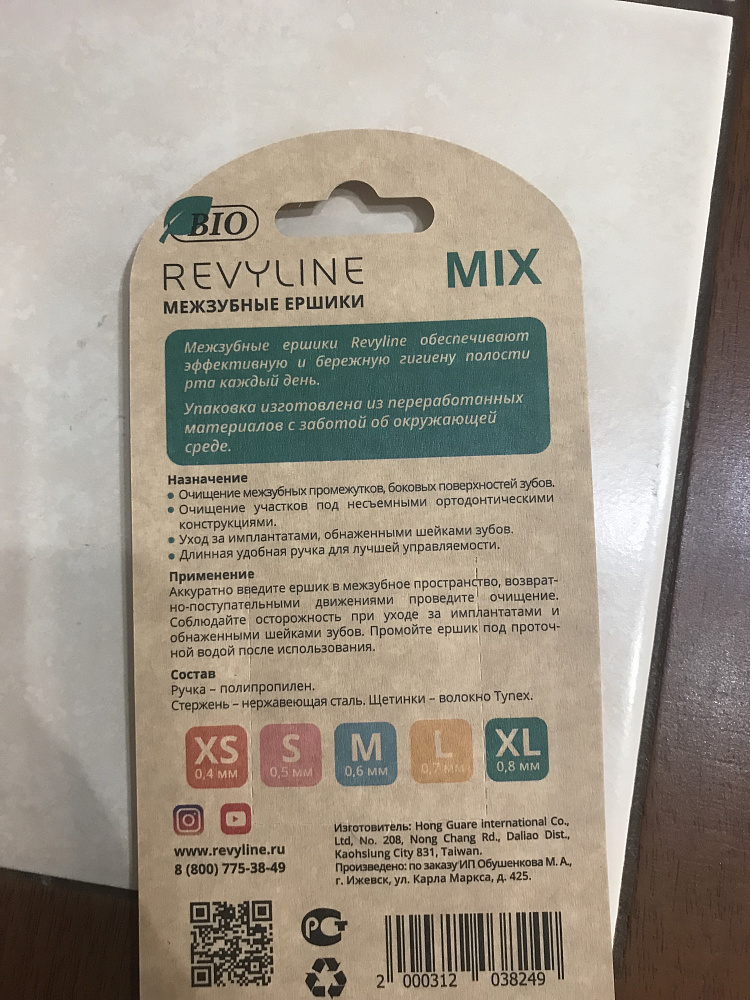 BIO
REVYLINE
MIX
МЕЖЗУБНЫЕ ЕРШИКИ
Межзубные ершики Revyline обеспечивают
эффективную и бережную гигиену полости
рта каждый день.
Упаковка изготовлена из переработанных
материалов с заботой об окружающей
среде.
Назначение
• Очищение межзубных промежутков, боковых поверхностей зубов.
• Очищение участков под несъемными ортодонтическими
конструкциями.
• Уход за имплантатами, обнаженными шейками зубов.
• Длинная удобная ручка для лучшей управляемости.
Применение
Аккуратно введите ершик в межзубное пространство, возврат-
но-поступательными движениями проведите очищение.
Соблюдайте осторожность при уходе за имплантатами и
обнаженными шейками зубов. Промойте ершик под проточ-
ной водой после использования.
Состав
Ручка – полипропилен.
Стержень – нержавеющая сталь. Щетинки – волокно Tynex.
XS S M L XL
0,4 мм 0,5 мм 0,6 мм 0,7 мм 0,8 мм
www.revyline.ru
8 (800) 775-38-49
Изготовитель: Hong Guare international Co.,
Ltd, No. 208, Nong Chang Rd., Daliao Dist.,
Kaohsiung City 831, Taiwan.
Произведено: по заказу ИП Обушенкова М. А.,
г. Ижевск, ул. Карла Маркса, д. 425.
РСТ
2 000312 038249